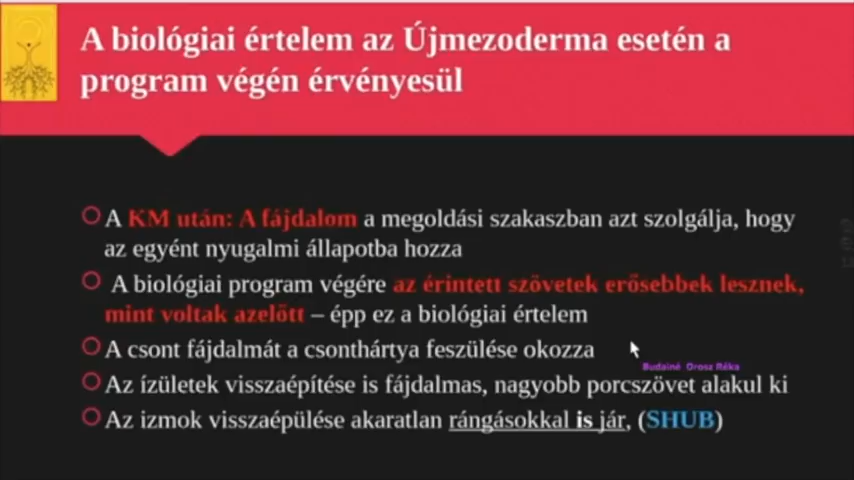 A biológiai értelem az Újmezoderma esetén a
program végén érvényesül
A KM után: A fájdalom a megoldási szakaszban azt szolgálja, hogy
az egyént nyugalmi állapotba hozza
A biológiai program végére az érintett szövetek erősebbek lesznek,
mint voltak azelőtt – épp ez a biológiai értelem
A csont fájdalmát a csonthártya feszülése okozza
Budainé Orosz Réka
Az ízületek visszaépítése is fájdalmas, nagyobb porcszövet alakul ki
Az izmok visszaépülése akaratlan rángásokkal is jár, (SHUB)